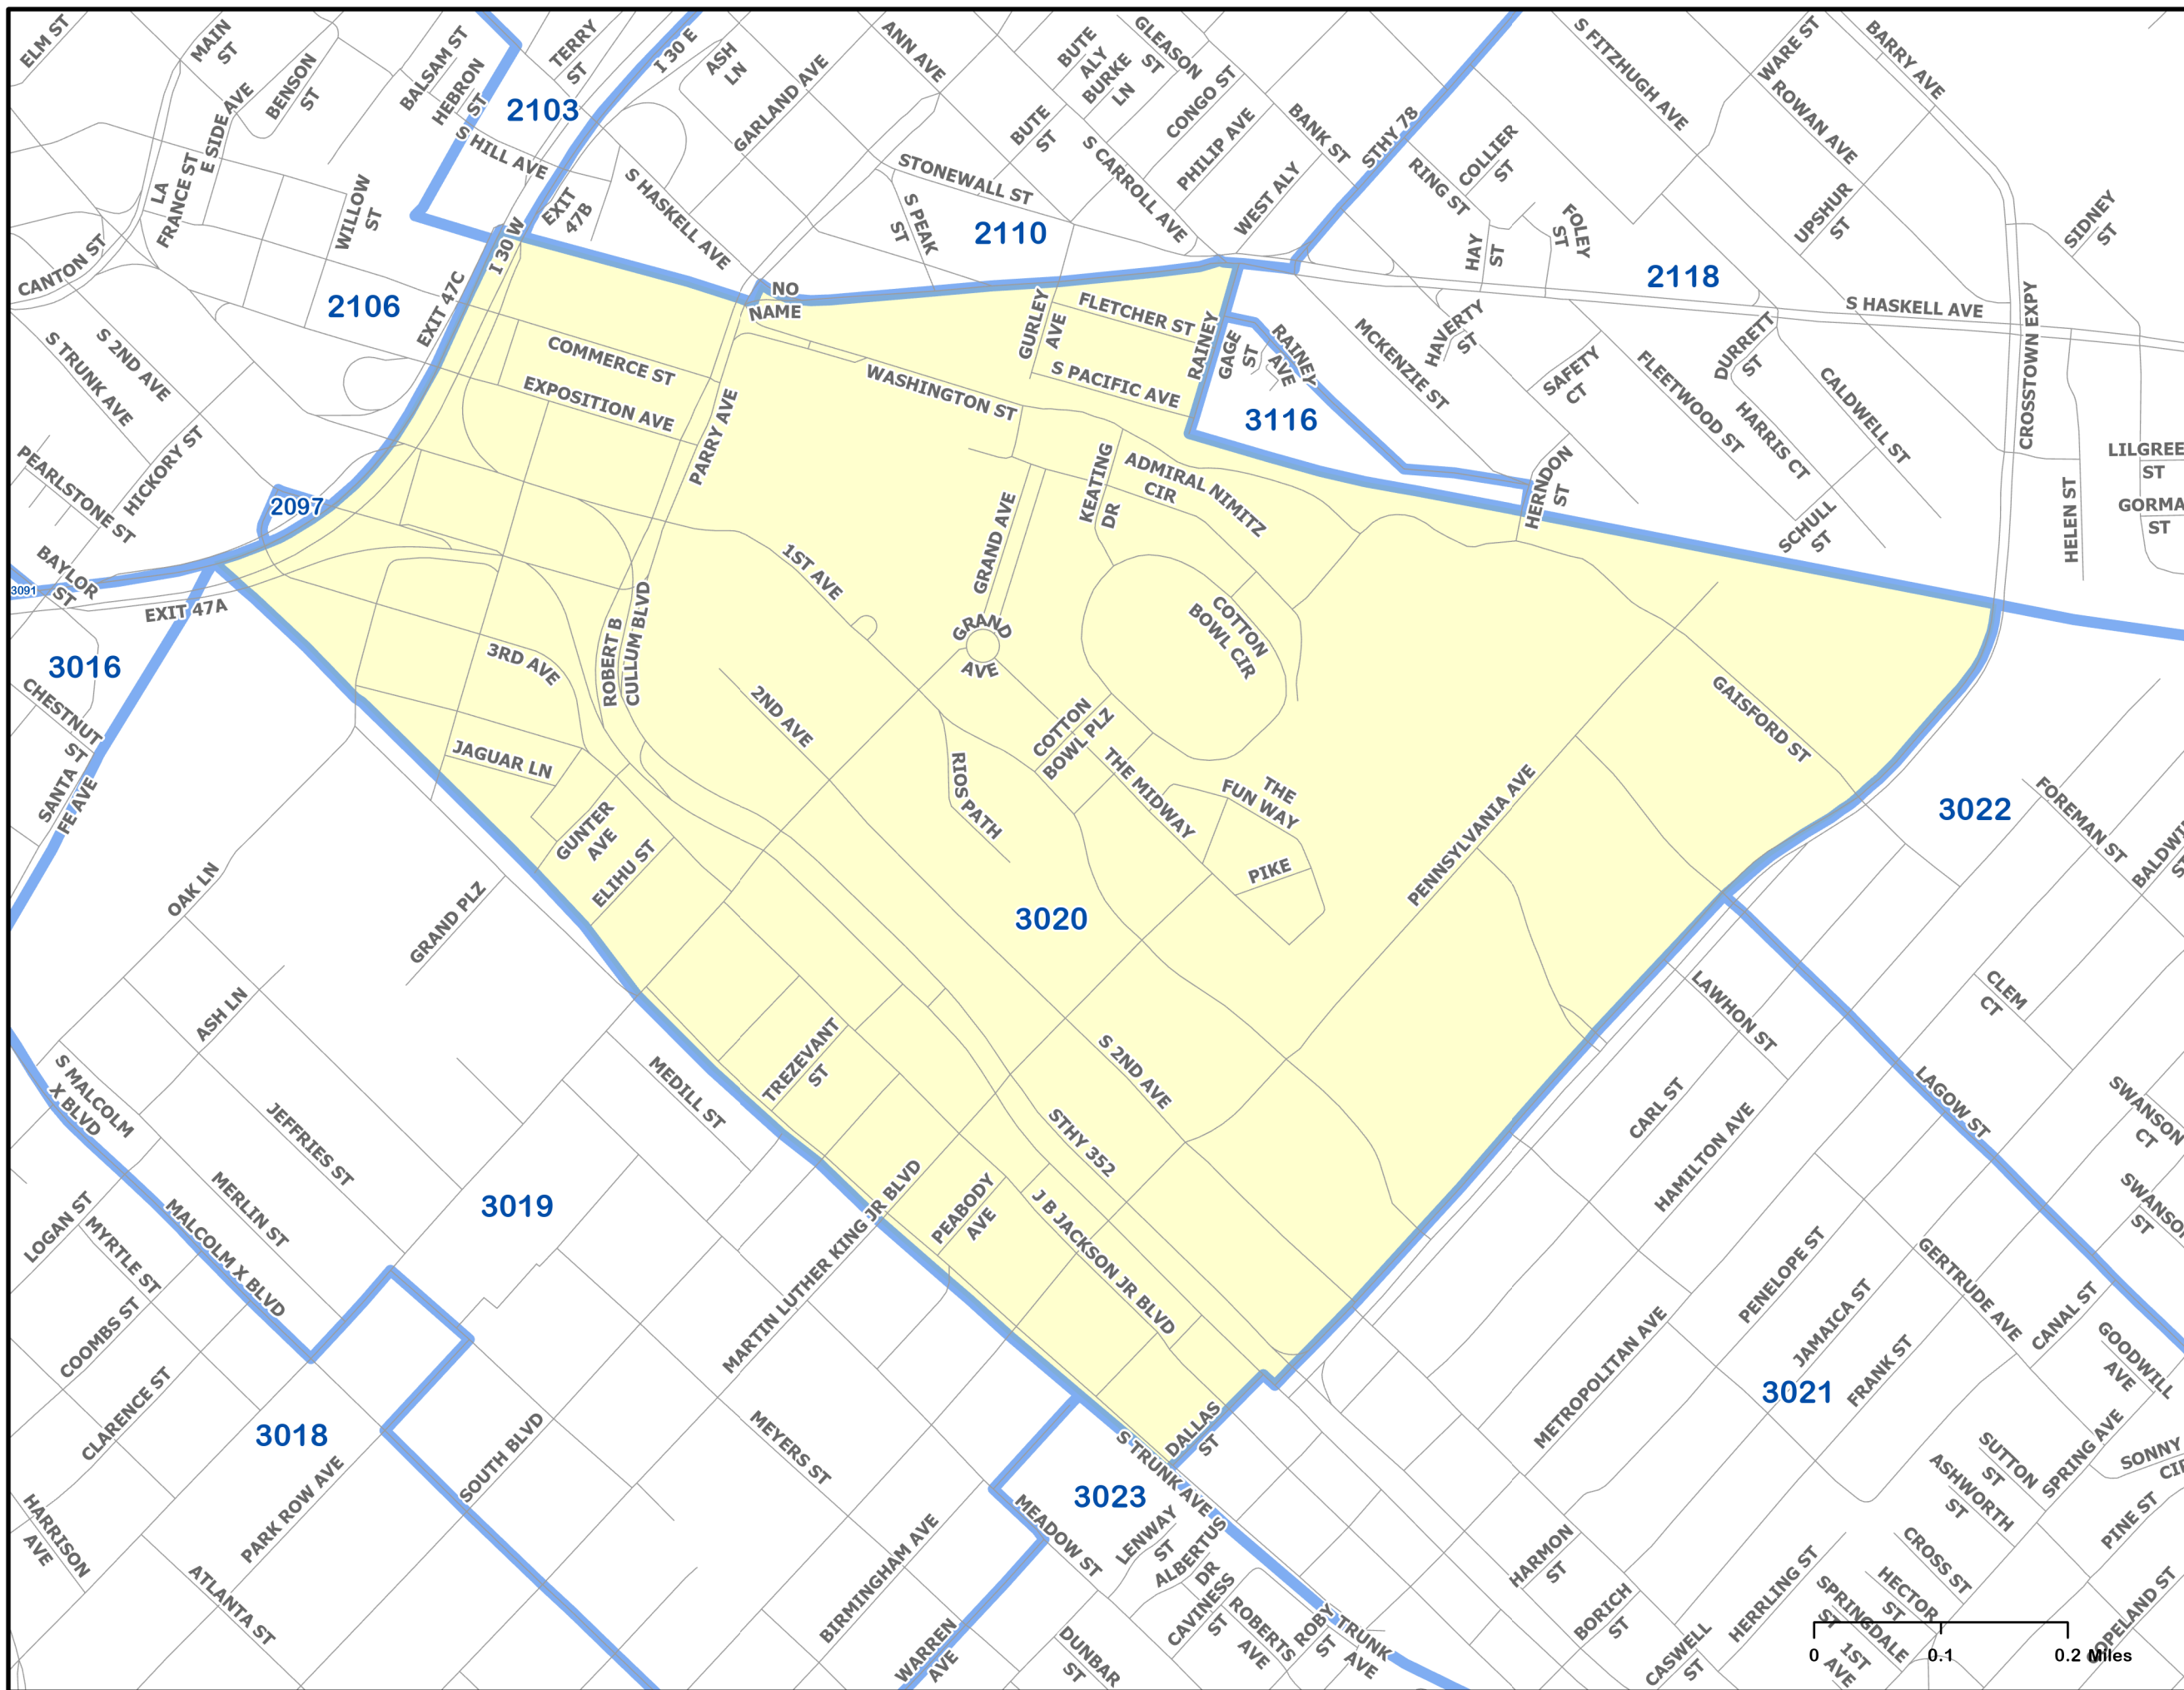 ELM ST
MAIN
ST
BENSON
ST
E SIDE AVE
LA
FRANCE ST
BALSAM ST
HEBRON
ST
TERRY
ST
2103
S HILL AVE
I 30 E
ASH
LN
GARLAND AVE
ANN AVE
BUTE
ALY
BURKE
LN
GLEASON
ST
CONGO ST
BUTE
ST
PHILIP AVE
BANK ST
STHY 78
S FITZHUGH AVE
WARE ST
BARRY AVE
ROWAN AVE
COLLIER
ST
RING ST
UPSHUR
ST
SIDNEY
ST
WILLOW
ST
EXIT
47B
S HASKELL AVE
STONEWALL ST
S PEAK
ST
S CARROLL AVE
WEST ALY
2110
HAY
ST
FOLEY
ST
2118
S HASKELL AVE
CROSSTOWN EXPY
CANTON ST
2106
I 30 W
EXIT 47C
NO
NAME
S TRUNK AVE
S 2ND AVE
COMMERCE ST
EXPOSITION AVE
PARRY AVE
WASHINGTON ST
GURLEY
AVE
FLETCHER ST
S PACIFIC AVE
RAINEY
GAGE
ST
RAINEY
AVE
3116
MCKENZIE ST
HAVERTY
ST
SAFETY
CT
FLEETWOOD ST
DURRETT
ST
HARRIS CT
CALDWELL ST
LILGREE
ST
GORMA
ST
HELEN ST
SCHULL
ST
HERNDON
ST
HICKORY ST
PEARLSTONE ST
2097
BAYLOR
ST
3091
EXIT 47A
KEATING
DR
ADMIRAL NIMITZ
CIR
GRAND AVE
1ST AVE
GRAND
AVE
COTTON
BOWL CIR
3016
3RD AVE
ROBERT B
CULLUM BLVD
CHESTNUT
ST
SANTA
FE AVE
JAGUAR LN
2ND AVE
COTTON
BOWL PLZ
RIOS PATH
THE MIDWAY
THE
FUN WAY
PIKE
GAISFORD ST
PENNSYLVANIA AVE
3022
FOREMAN ST
BALDWI
ST
GUNTER
AVE
ELIHU ST
OAK LN
GRAND PLZ
3020
ASH LN
LAWHON ST
CLEM
CT
S MALCOLM
X BLVD
JEFFRIES ST
MEDILL ST
TREZEVANT
ST
S 2ND AVE
STHY 352
CARL ST
HAMILTON AVE
LAGOW ST
SWANSON
CT
SWANSO
ST
LOGAN ST
MYRTLE ST
MERLIN ST
MALCOLM X BLVD
3019
MARTIN LUTHER KING JR BLVD
PEABODY
AVE
J B JACKSON JR BLVD
PENELOPE ST
GERTRUDE AVE
CANAL ST
JAMAICA ST
GOODWILL
AVE
METROPOLITAN AVE
FRANK ST
3021
COOMBS ST
CLARENCE ST
3018
SOUTH BLVD
PARK ROW AVE
MEYERS ST
DALLAS
ST
S TRUNK AVE
3023
MEADOW ST
LENWAY
ST
ALBERTUS
DR
SUTTON
ST
SPRING AVE
SONNY
CIR
ASHWORTH
ST
PINE ST
HARRISON
AVE
ATLANTA ST
BIRMINGHAM AVE
WARREN
AVE
DUNBAR
ST
CAVINESS
ST
ROBERTS
AVE
ROBY
ST
TRUNK
AVE
HARMON
ST
BORICH
ST
CASWELL
ST
HERRLING ST
SPRINGDALE
ST
1ST
AVE
CROSS ST
HECTOR
ST
OPELAND ST
0 0.1 0.2 Miles